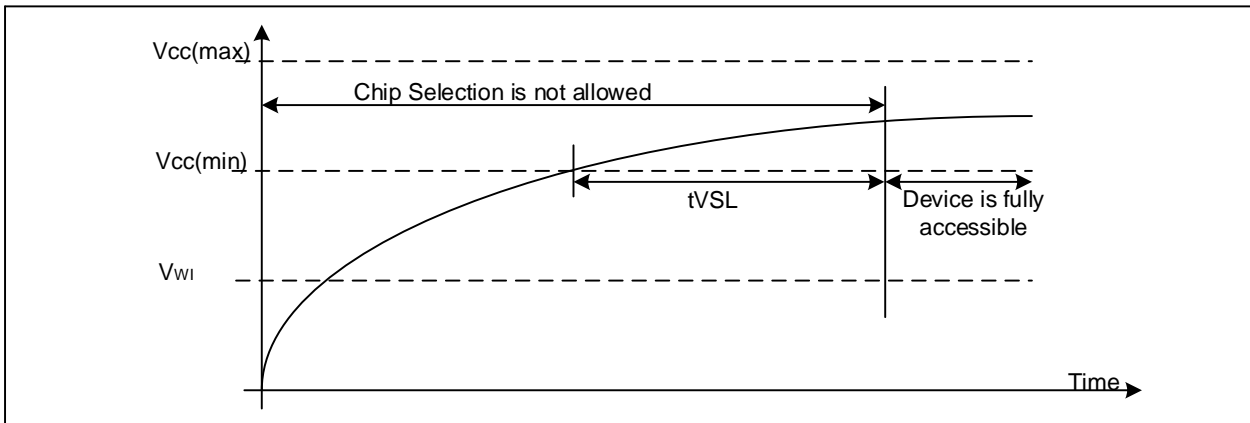 Vcc(max)
Chip Selection is not allowed
Vcc(min)
tVSL
Device is fully
accessible
VWI
Time